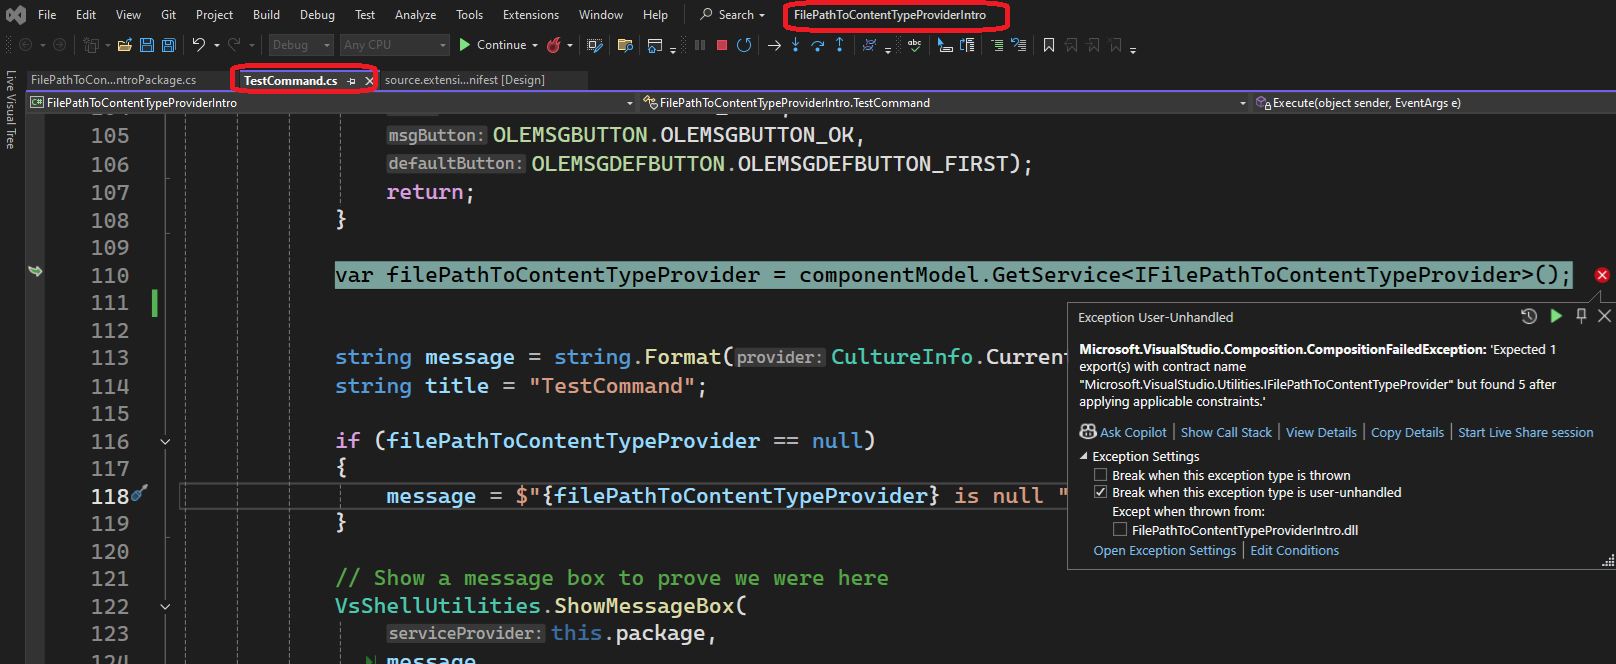 File Edit View Git Project Build Debug Test Analyze Tools Extensions Window Help Search FilePathToContentTypeProviderIntro
Debug Any CPU Continue
Live Visual Tree
FilePathToCon...ntroPackage.cs TestCommand.cs source.extensi...nifest [Design]
C# FilePathToContentTypeProviderIntro FilePathToContentTypeProviderIntro.TestCommand Execute(object sender, EventArgs e)
105 msgButton: OLEMSGBUTTON.OLEMSGBUTTON_OK,
106 defaultButton: OLEMSGDEFBUTTON.OLEMSGDEFBUTTON_FIRST);
107 return;
108 }
109
110 var filePathToContentTypeProvider = componentModel.GetService<IFilePathToContentTypeProvider>();
111
112
113 string message = string.Format(provider: CultureInfo.Current
114 string title = "TestCommand";
115
116 if (filePathToContentTypeProvider == null)
117 {
118 message = $"{filePathToContentTypeProvider} is null "
119 }
120
121 // Show a message box to prove we were here
122 VsShellUtilities.ShowMessageBox(
123 serviceProvider: this.package,
124 message
Exception User-Unhandled
Microsoft.VisualStudio.Composition.CompositionFailedException: 'Expected 1
export(s) with contract name
"Microsoft.VisualStudio.Utilities.IFilePathToContentTypeProvider" but found 5 after
applying applicable constraints.'
Ask Copilot | Show Call Stack | View Details | Copy Details | Start Live Share session
Exception Settings
Break when this exception type is thrown
Break when this exception type is user-unhandled
Except when thrown from:
FilePathToContentTypeProviderIntro.dll
Open Exception Settings | Edit Conditions